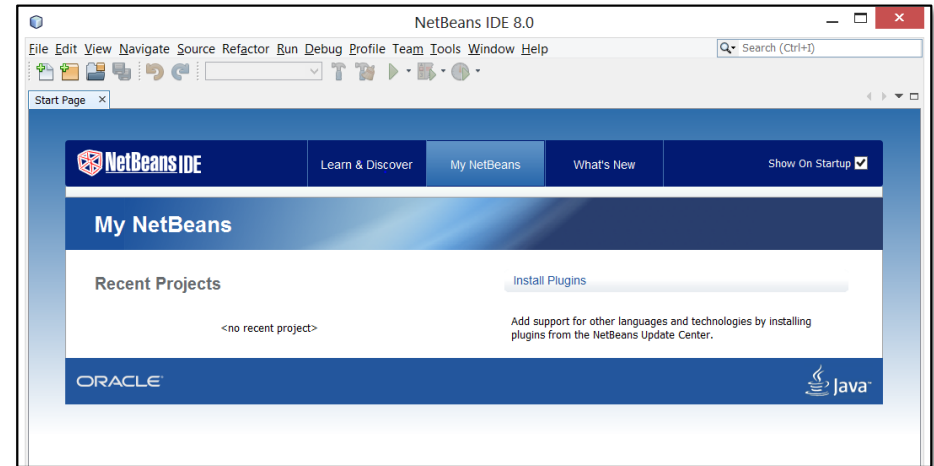 NetBeans IDE 8.0
File Edit View Navigate Source Refactor Run Debug Profile Team Tools Window Help
Search (Ctrl+I)
Start Page
NetBeans IDE
Learn & Discover
My NetBeans
What's New
Show On Startup
My NetBeans
Recent Projects
Install Plugins
<no recent project>
Add support for other languages and technologies by installing
plugins from the NetBeans Update Center.
ORACLE
Java